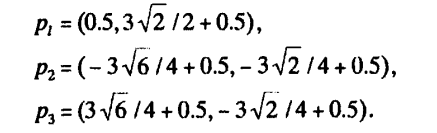 p₁ = (0.5, 3√2 / 2 + 0.5),
p₂ = (− 3√6 / 4 + 0.5, − 3√2 / 4 + 0.5),
p₃ = (3√6 / 4 + 0.5, − 3√2 / 4 + 0.5).